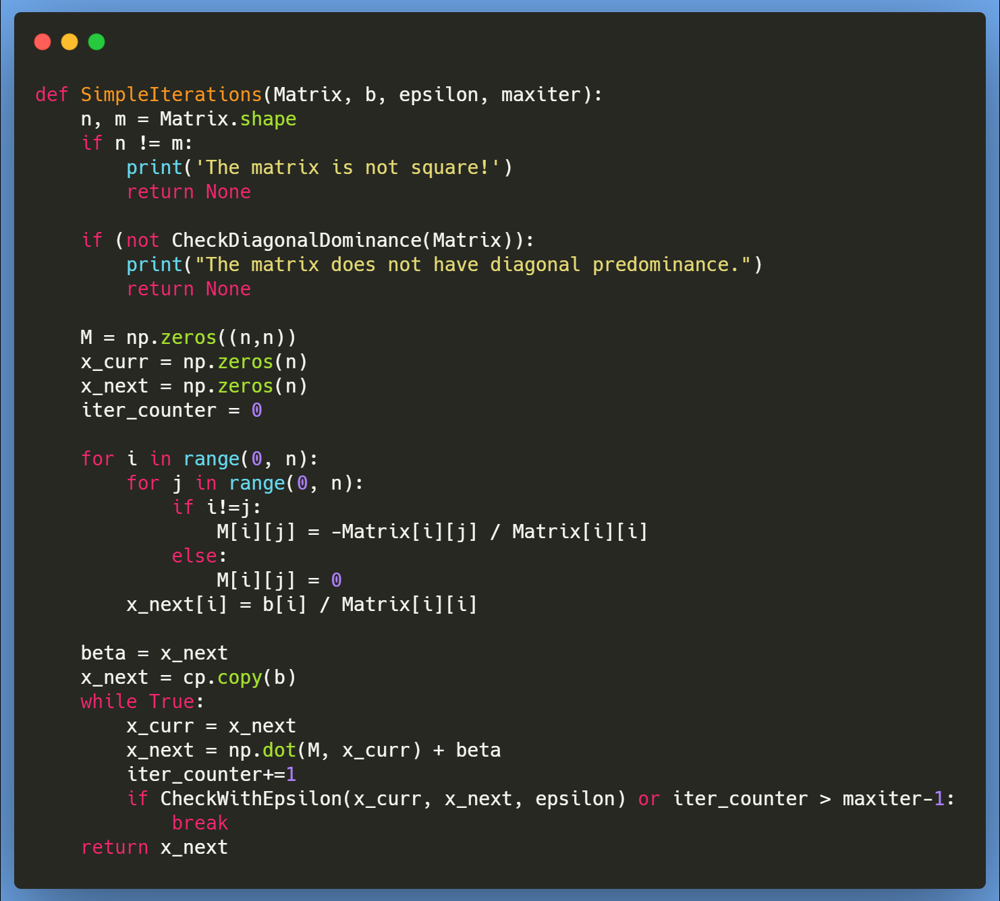 def SimpleIterations(Matrix, b, epsilon, maxiter):
    n, m = Matrix.shape
    if n != m:
        print('The matrix is not square!')
        return None

    if (not CheckDiagonalDominance(Matrix)):
        print("The matrix does not have diagonal predominance.")
        return None

    M = np.zeros((n,n))
    x_curr = np.zeros(n)
    x_next = np.zeros(n)
    iter_counter = 0

    for i in range(0, n):
        for j in range(0, n):
            if i!=j:
                M[i][j] = -Matrix[i][j] / Matrix[i][i]
            else:
                M[i][j] = 0
        x_next[i] = b[i] / Matrix[i][i]

    beta = x_next
    x_next = cp.copy(b)
    while True:
        x_curr = x_next
        x_next = np.dot(M, x_curr) + beta
        iter_counter+=1
        if CheckWithEpsilon(x_curr, x_next, epsilon) or iter_counter > maxiter-1:
            break
    return x_next